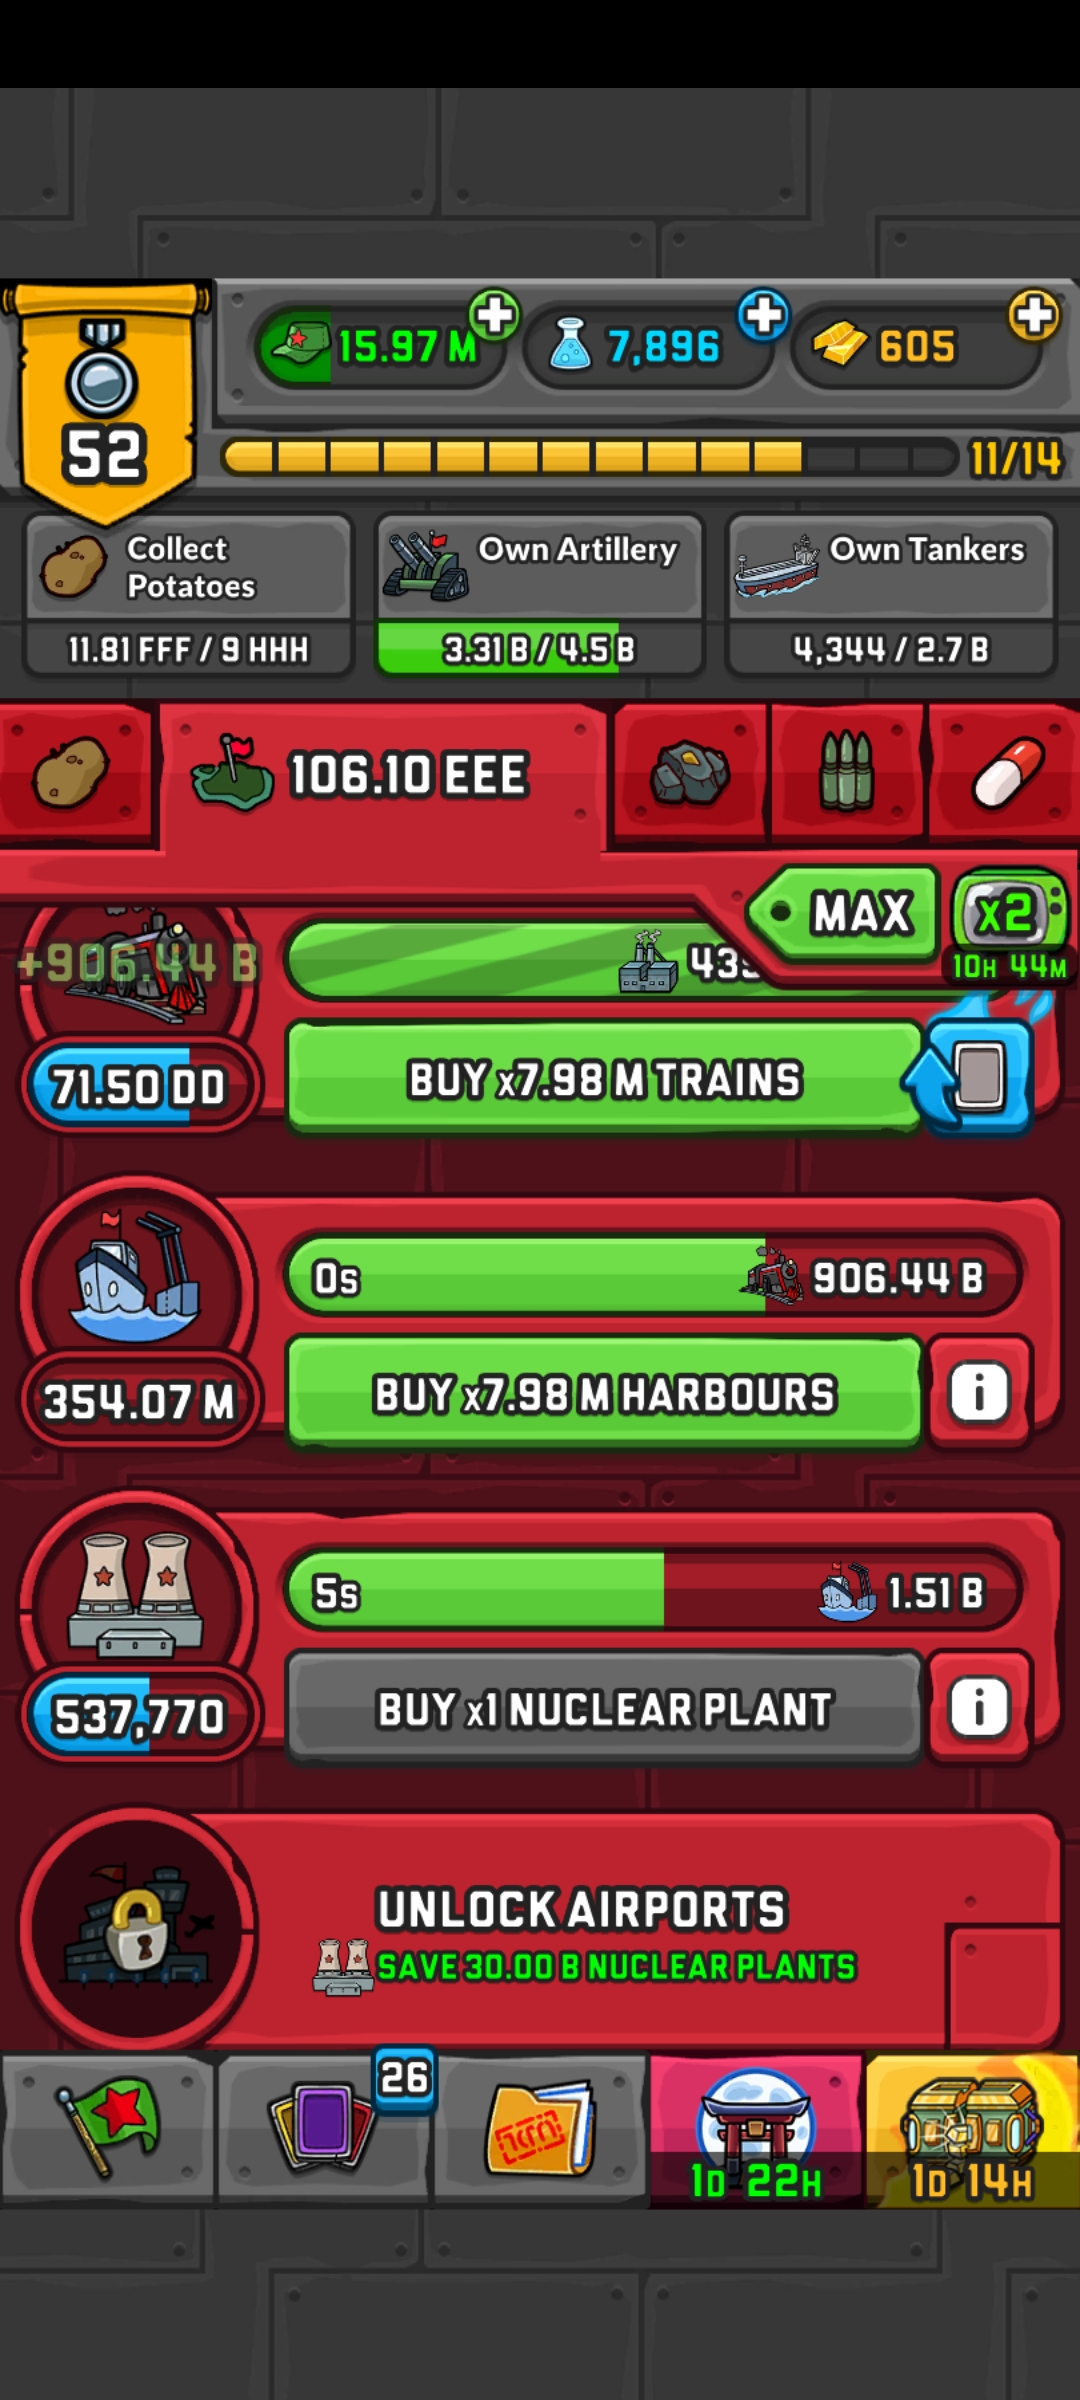 15.97 M
7,896
605
52
11/14
Collect
Potatoes
11.81 FFF / 9 HHH
Own Artillery
3.31 B / 4.5 B
Own Tankers
4,344 / 2.7 B
106.10 EEE
MAX
x2
10H 44M
+906.44 B
71.50 DD
BUY x7.98 M TRAINS
0s
906.44 B
354.07 M
BUY x7.98 M HARBOURS
i
5s
1.51 B
537,770
BUY x1 NUCLEAR PLANT
i
UNLOCK AIRPORTS
SAVE 30.00 B NUCLEAR PLANTS
26
1D 22H
1D 14H